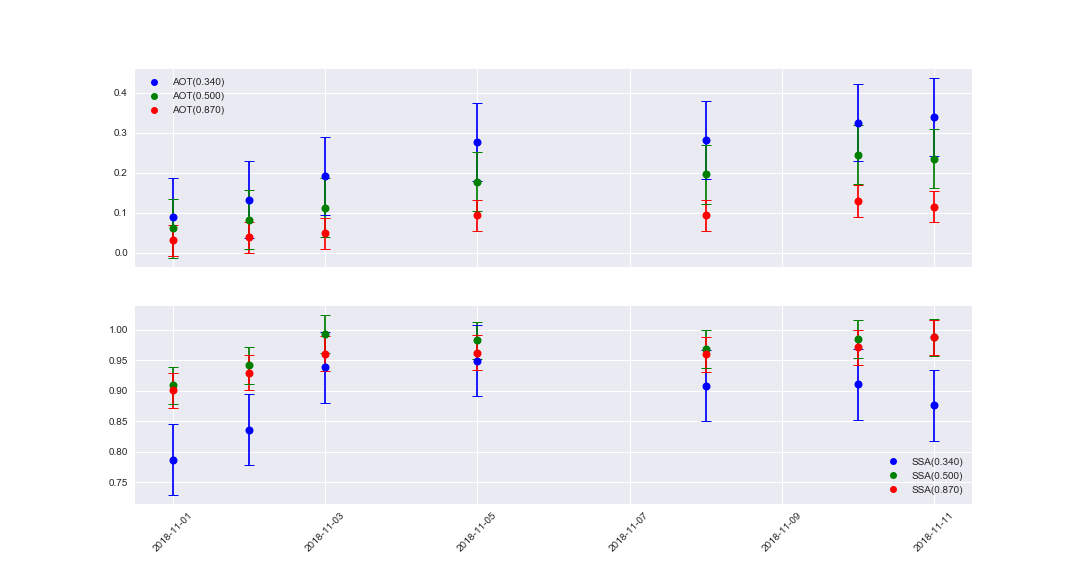 AOT(0.340)
AOT(0.500)
AOT(0.870)
0.4
0.3
0.2
0.1
0.0
1.00
0.95
0.90
0.85
0.80
0.75
SSA(0.340)
SSA(0.500)
SSA(0.870)
2018-11-01
2018-11-03
2018-11-05
2018-11-07
2018-11-09
2018-11-11